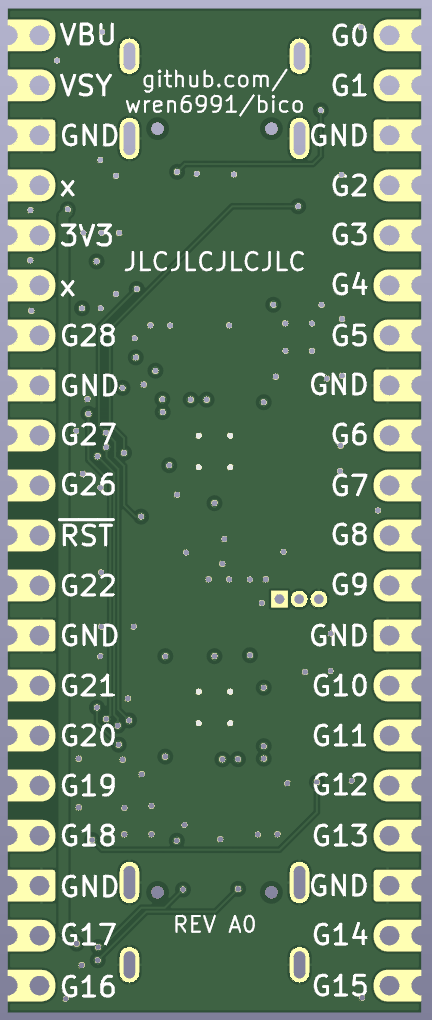 VBU G0
github.com/
VSY G1
wren6991/bico
GND GND
x G2
3V3 G3
JLCJLCJLCJLC
x G4
G28 G5
GND GND
G27 G6
G26 G7
RST G8
G22 G9
GND GND
G21 G10
G20 G11
G19 G12
G18 G13
GND GND
REV A0
G17 G14
G16 G15